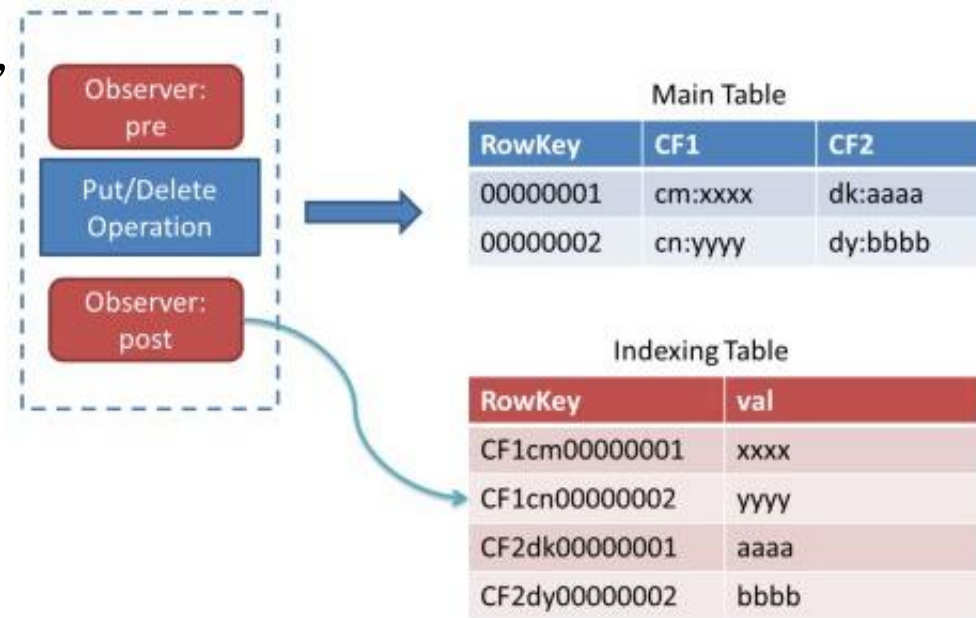 ,
Observer:
pre
Put/Delete
Operation
Observer:
post
Main Table
RowKey CF1 CF2
00000001 cm:xxxx dk:aaaa
00000002 cn:yyyy dy:bbbb
Indexing Table
RowKey val
CF1cm00000001 xxxx
CF1cn00000002 yyyy
CF2dk00000001 aaaa
CF2dy00000002 bbbb